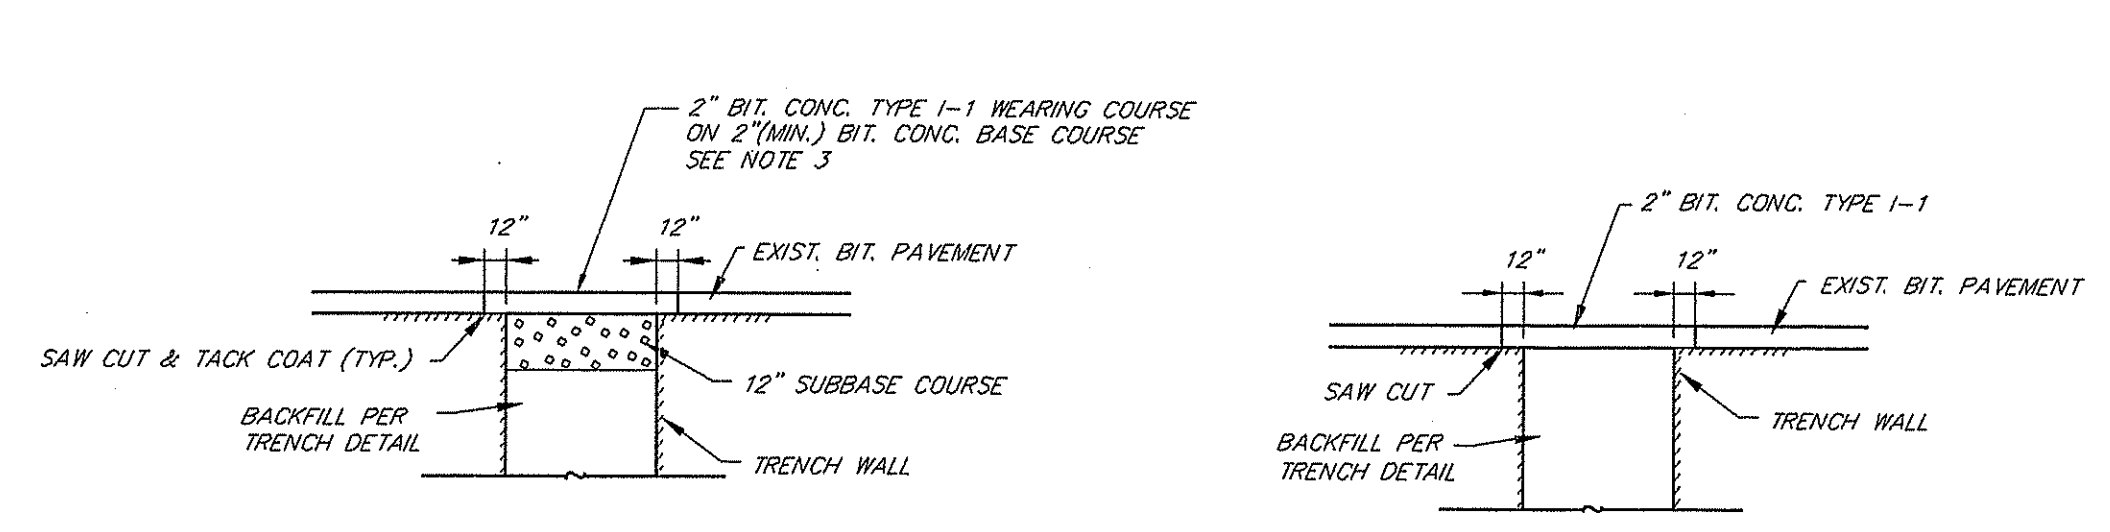 2" BIT. CONC. TYPE I-1 WEARING COURSE
ON 2"(MIN.) BIT. CONC. BASE COURSE
SEE NOTE 3
12"
12"
EXIST. BIT. PAVEMENT
SAW CUT & TACK COAT (TYP.)
12" SUBBASE COURSE
BACKFILL PER
TRENCH DETAIL
TRENCH WALL
2" BIT. CONC. TYPE I-1
12"
12"
EXIST. BIT. PAVEMENT
SAW CUT
TRENCH WALL
BACKFILL PER
TRENCH DETAIL